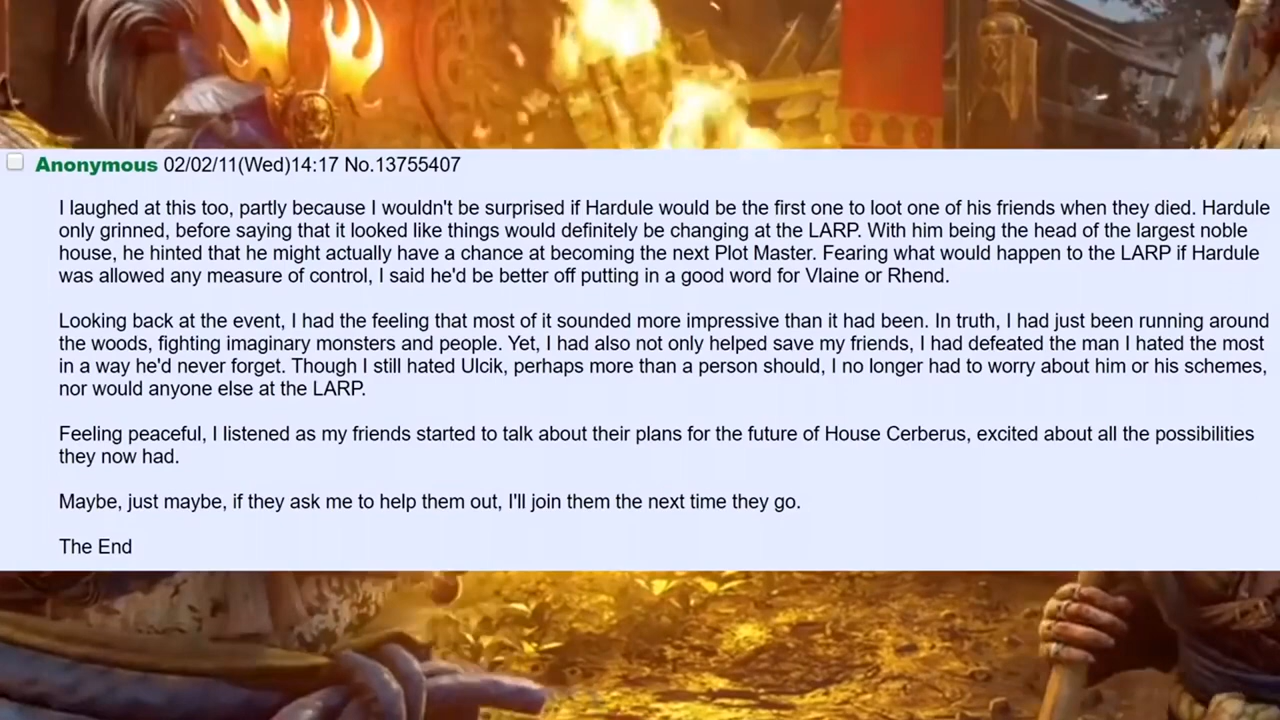 Anonymous 02/02/11(Wed)14:17 No.13755407
I laughed at this too, partly because I wouldn't be surprised if Hardule would be the first one to loot one of his friends when they died. Hardule
only grinned, before saying that it looked like things would definitely be changing at the LARP. With him being the head of the largest noble
house, he hinted that he might actually have a chance at becoming the next Plot Master. Fearing what would happen to the LARP if Hardule
was allowed any measure of control, I said he'd be better off putting in a good word for Vlaine or Rhend.
Looking back at the event, I had the feeling that most of it sounded more impressive than it had been. In truth, I had just been running around
the woods, fighting imaginary monsters and people. Yet, I had also not only helped save my friends, I had defeated the man I hated the most
in a way he'd never forget. Though I still hated Ulcik, perhaps more than a person should, I no longer had to worry about him or his schemes,
nor would anyone else at the LARP.
Feeling peaceful, I listened as my friends started to talk about their plans for the future of House Cerberus, excited about all the possibilities
they now had.
Maybe, just maybe, if they ask me to help them out, I'll join them the next time they go.
The End